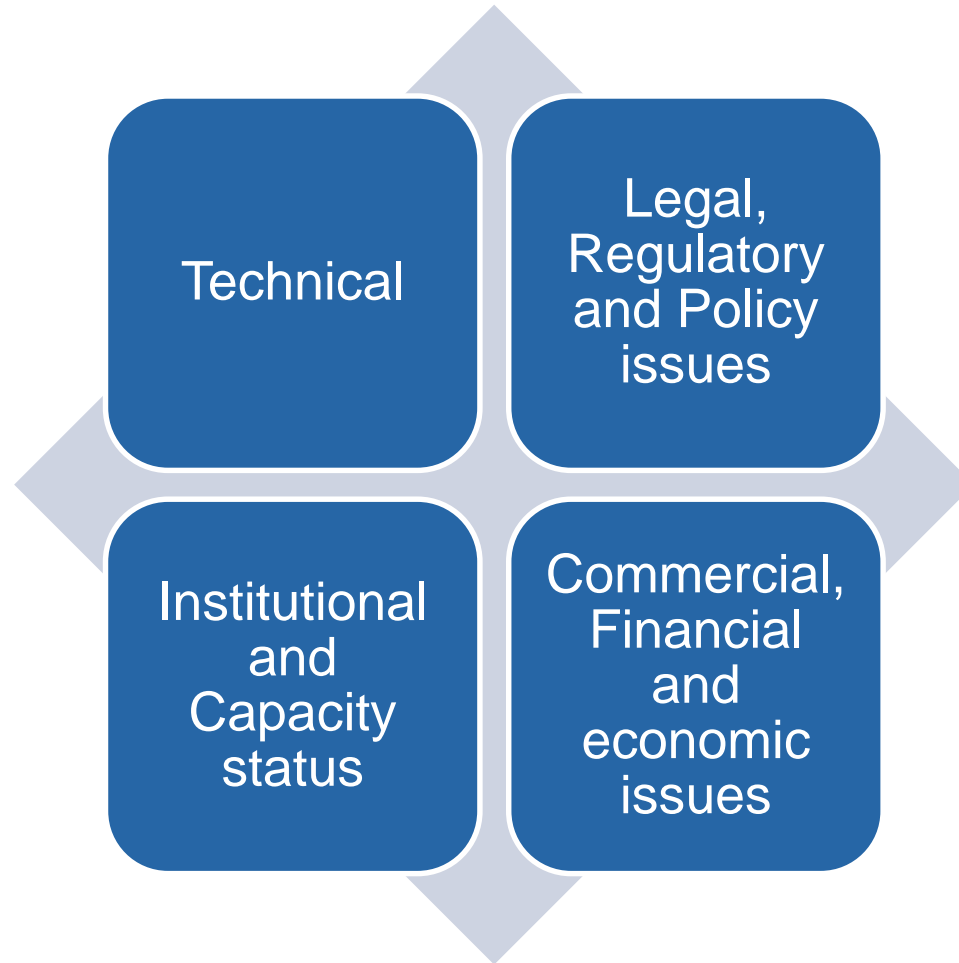 Technical
Legal,
Regulatory
and Policy
issues
Institutional
and
Capacity
status
Commercial,
Financial
and
economic
issues